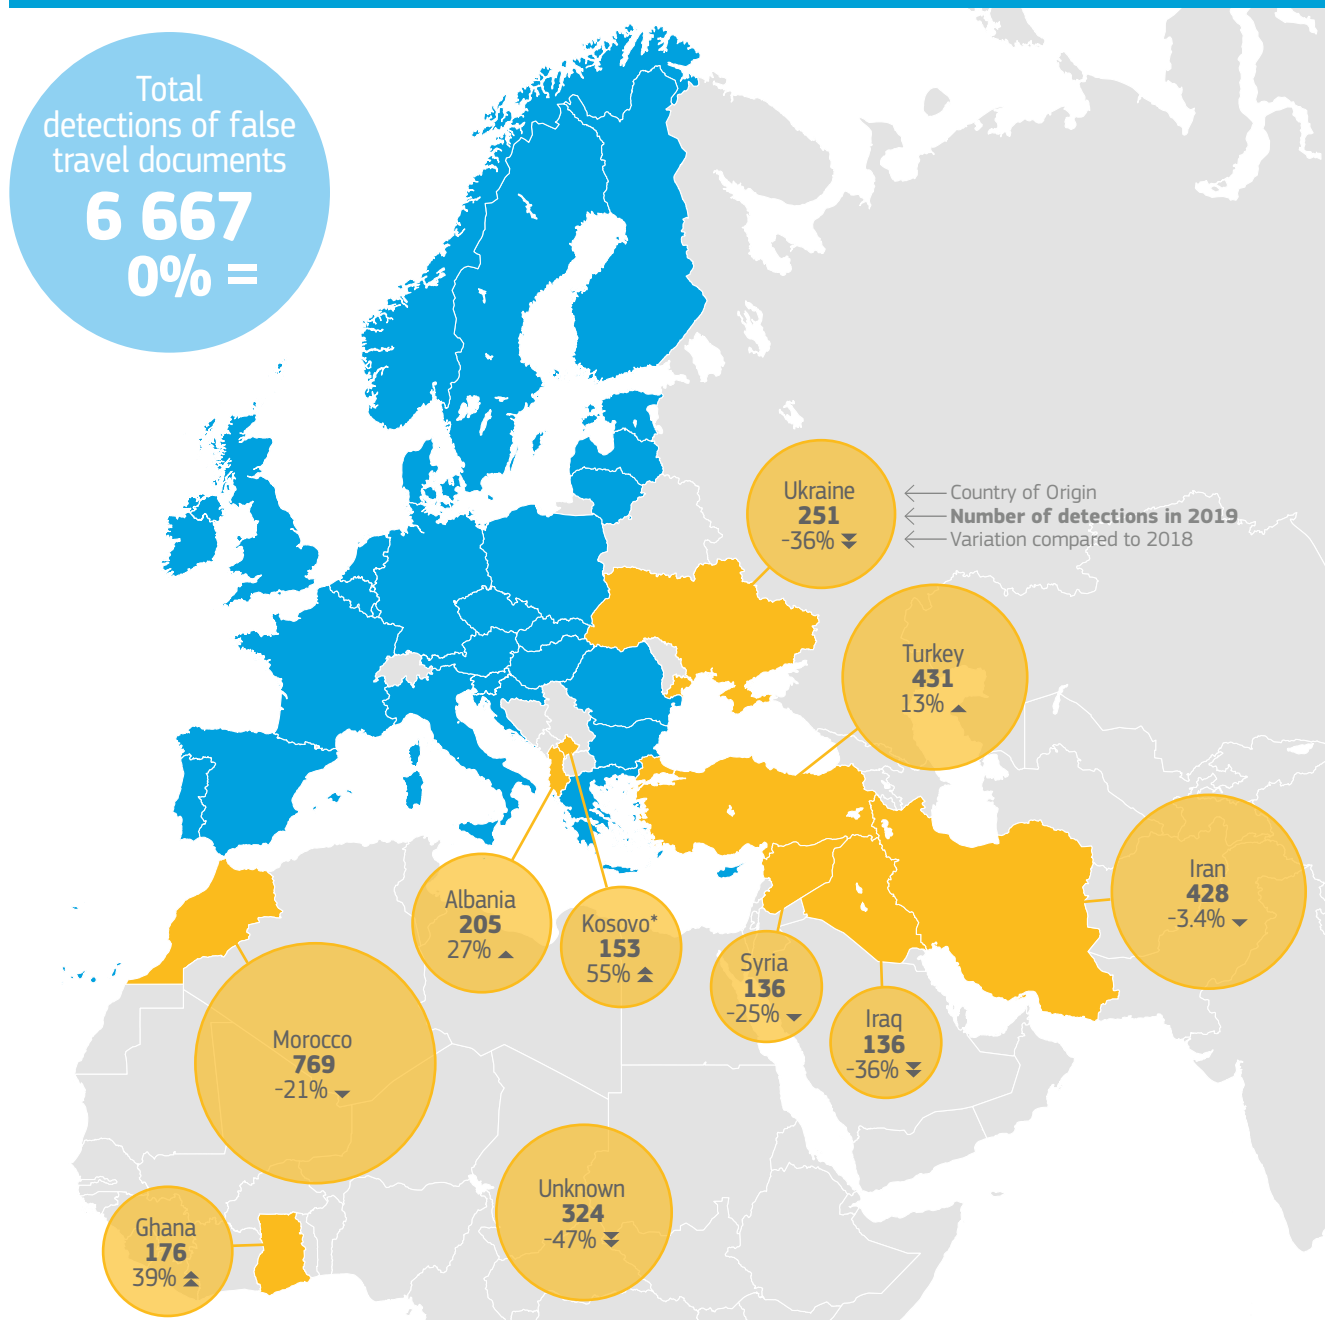 Total
detections of false
travel documents
6 667
0% =
Ukraine
251
-36%
Country of Origin
Number of detections in 2019
Variation compared to 2018
Turkey
431
13%
Iran
428
-3.4%
Albania
205
27%
Kosovo*
153
55%
Syria
136
-25%
Iraq
136
-36%
Morocco
769
-21%
Unknown
324
-47%
Ghana
176
39%